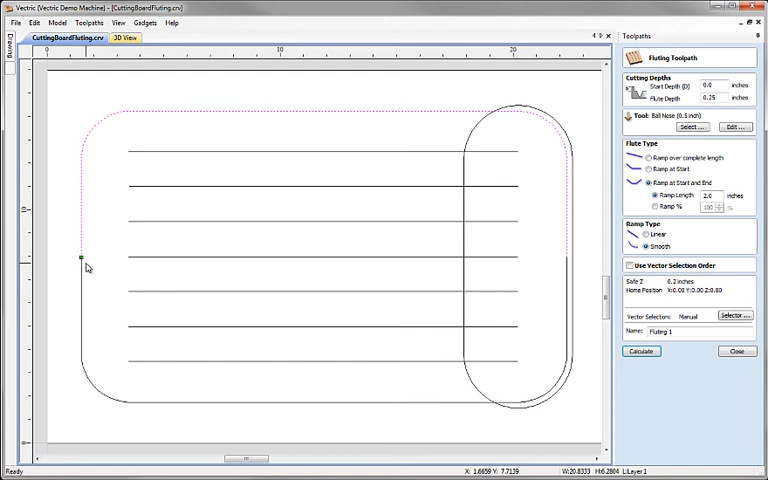 Vectric (Vectric Demo Machine) - [CuttingBoardFluting.crv]
File Edit Model Toolpaths View Gadgets Help
Drawing
CuttingBoardFluting.crv 3D View
0 10 20
Toolpaths
Fluting Toolpath
Cutting Depths
Start Depth (D) 0.0 inches
Flute Depth 0.25 inches
Tool: Ball Nose (0.5 inch)
Select ... Edit ...
Flute Type
Ramp over complete length
Ramp at Start
Ramp at Start and End
Ramp Length 2.0 inches
Ramp % 100 %
Ramp Type
Linear
Smooth
Use Vector Selection Order
Safe Z 0.2 inches
Home Position X:0.00 Y:0.00 Z:0.80
Vector Selection: Manual Selector ...
Name: Fluting 1
Calculate Close
Ready X: 1.6659 Y: 7.7139 W:20.8333 H:6.2804 L:Layer 1